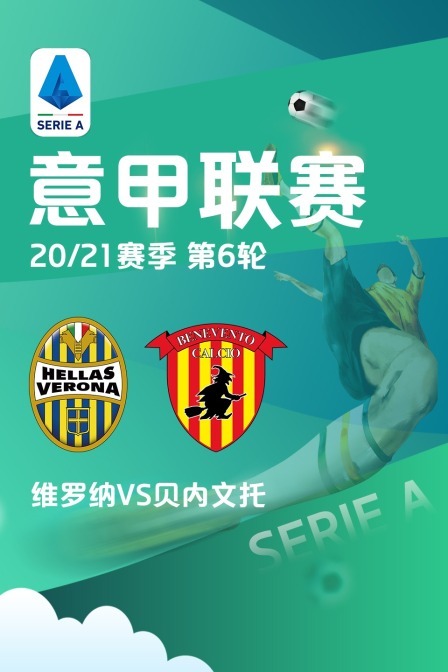 SERIE A
意甲联赛
20/21赛季 第6轮
HELLAS
VERONA
BENEVENTO
CALCIO
维罗纳VS贝内文托
SERIE A